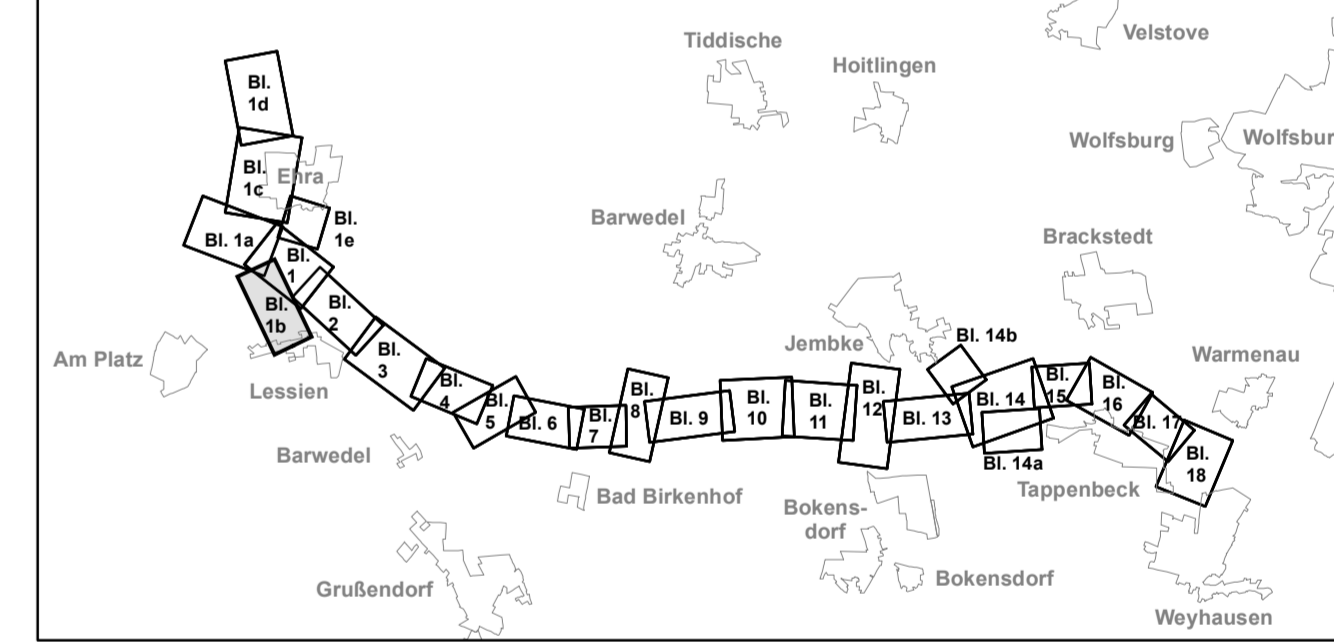 Velstove
Tiddische
Hoitlingen
Bl.
1d
Wolfsburg
Wolfsbur
Bl.
1c
Ehra
Barwedel
Bl.
1e
Bl. 1a
Brackstedt
Bl.
1
Bl.
1b
Bl.
2
Jembke
Bl. 14b
Am Platz
Lessien
Bl.
3
Warmenau
Bl.
4
Bl.
5
Bl. 6
Bl.
7
Bl.
8
Bl. 9
Bl.
10
Bl.
11
Bl.
12
Bl. 13
Bl. 14
Bl.
15
Bl.
16
Bl. 17
Bl.
18
Bl. 14a
Barwedel
Bad Birkenhof
Tappenbeck
Bokens-
dorf
Grußendorf
Bokensdorf
Weyhausen